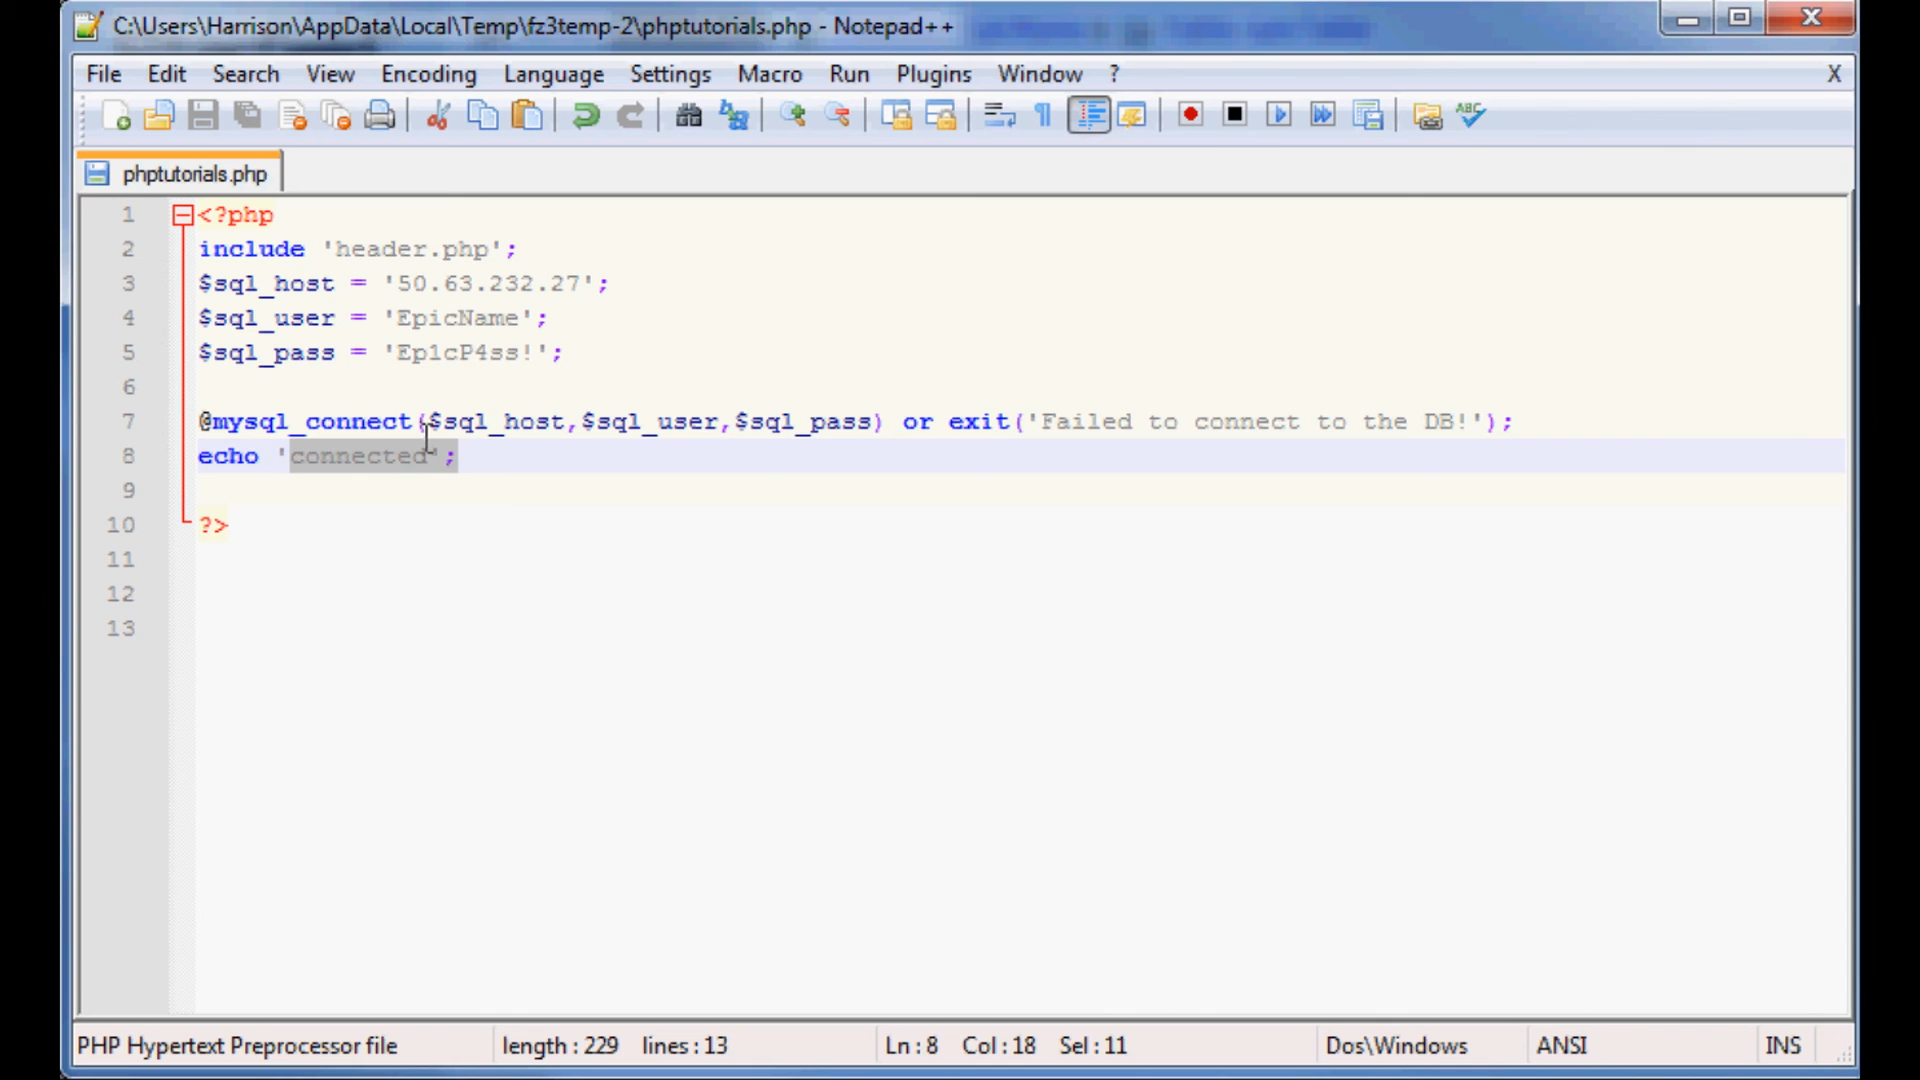 C:\Users\Harrison\AppData\Local\Temp\fz3temp-2\phptutorials.php - Notepad++
File Edit Search View Encoding Language Settings Macro Run Plugins Window ? X
ABC
phptutorials.php
1 <?php
2 include 'header.php';
3 $sql_host = '50.63.232.27';
4 $sql_user = 'EpicName';
5 $sql_pass = 'Ep1cP4ss!';
6
7 @mysql_connect($sql_host,$sql_user,$sql_pass) or exit('Failed to connect to the DB!');
8 echo 'connected';
9
10 ?>
11
12
13
PHP Hypertext Preprocessor file length : 229 lines : 13 Ln : 8 Col : 18 Sel : 11 Dos\Windows ANSI INS